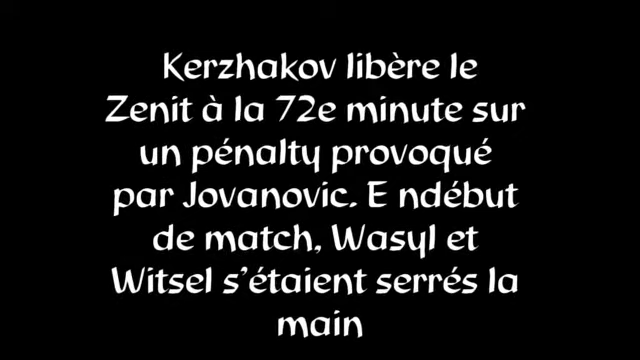 Kerzhakov libère le
Zenit à la 72e minute sur
un pénalty provoqué
par Jovanovic. E ndébut
de match, Wasyl et
Witsel s'étaient serrés la
main